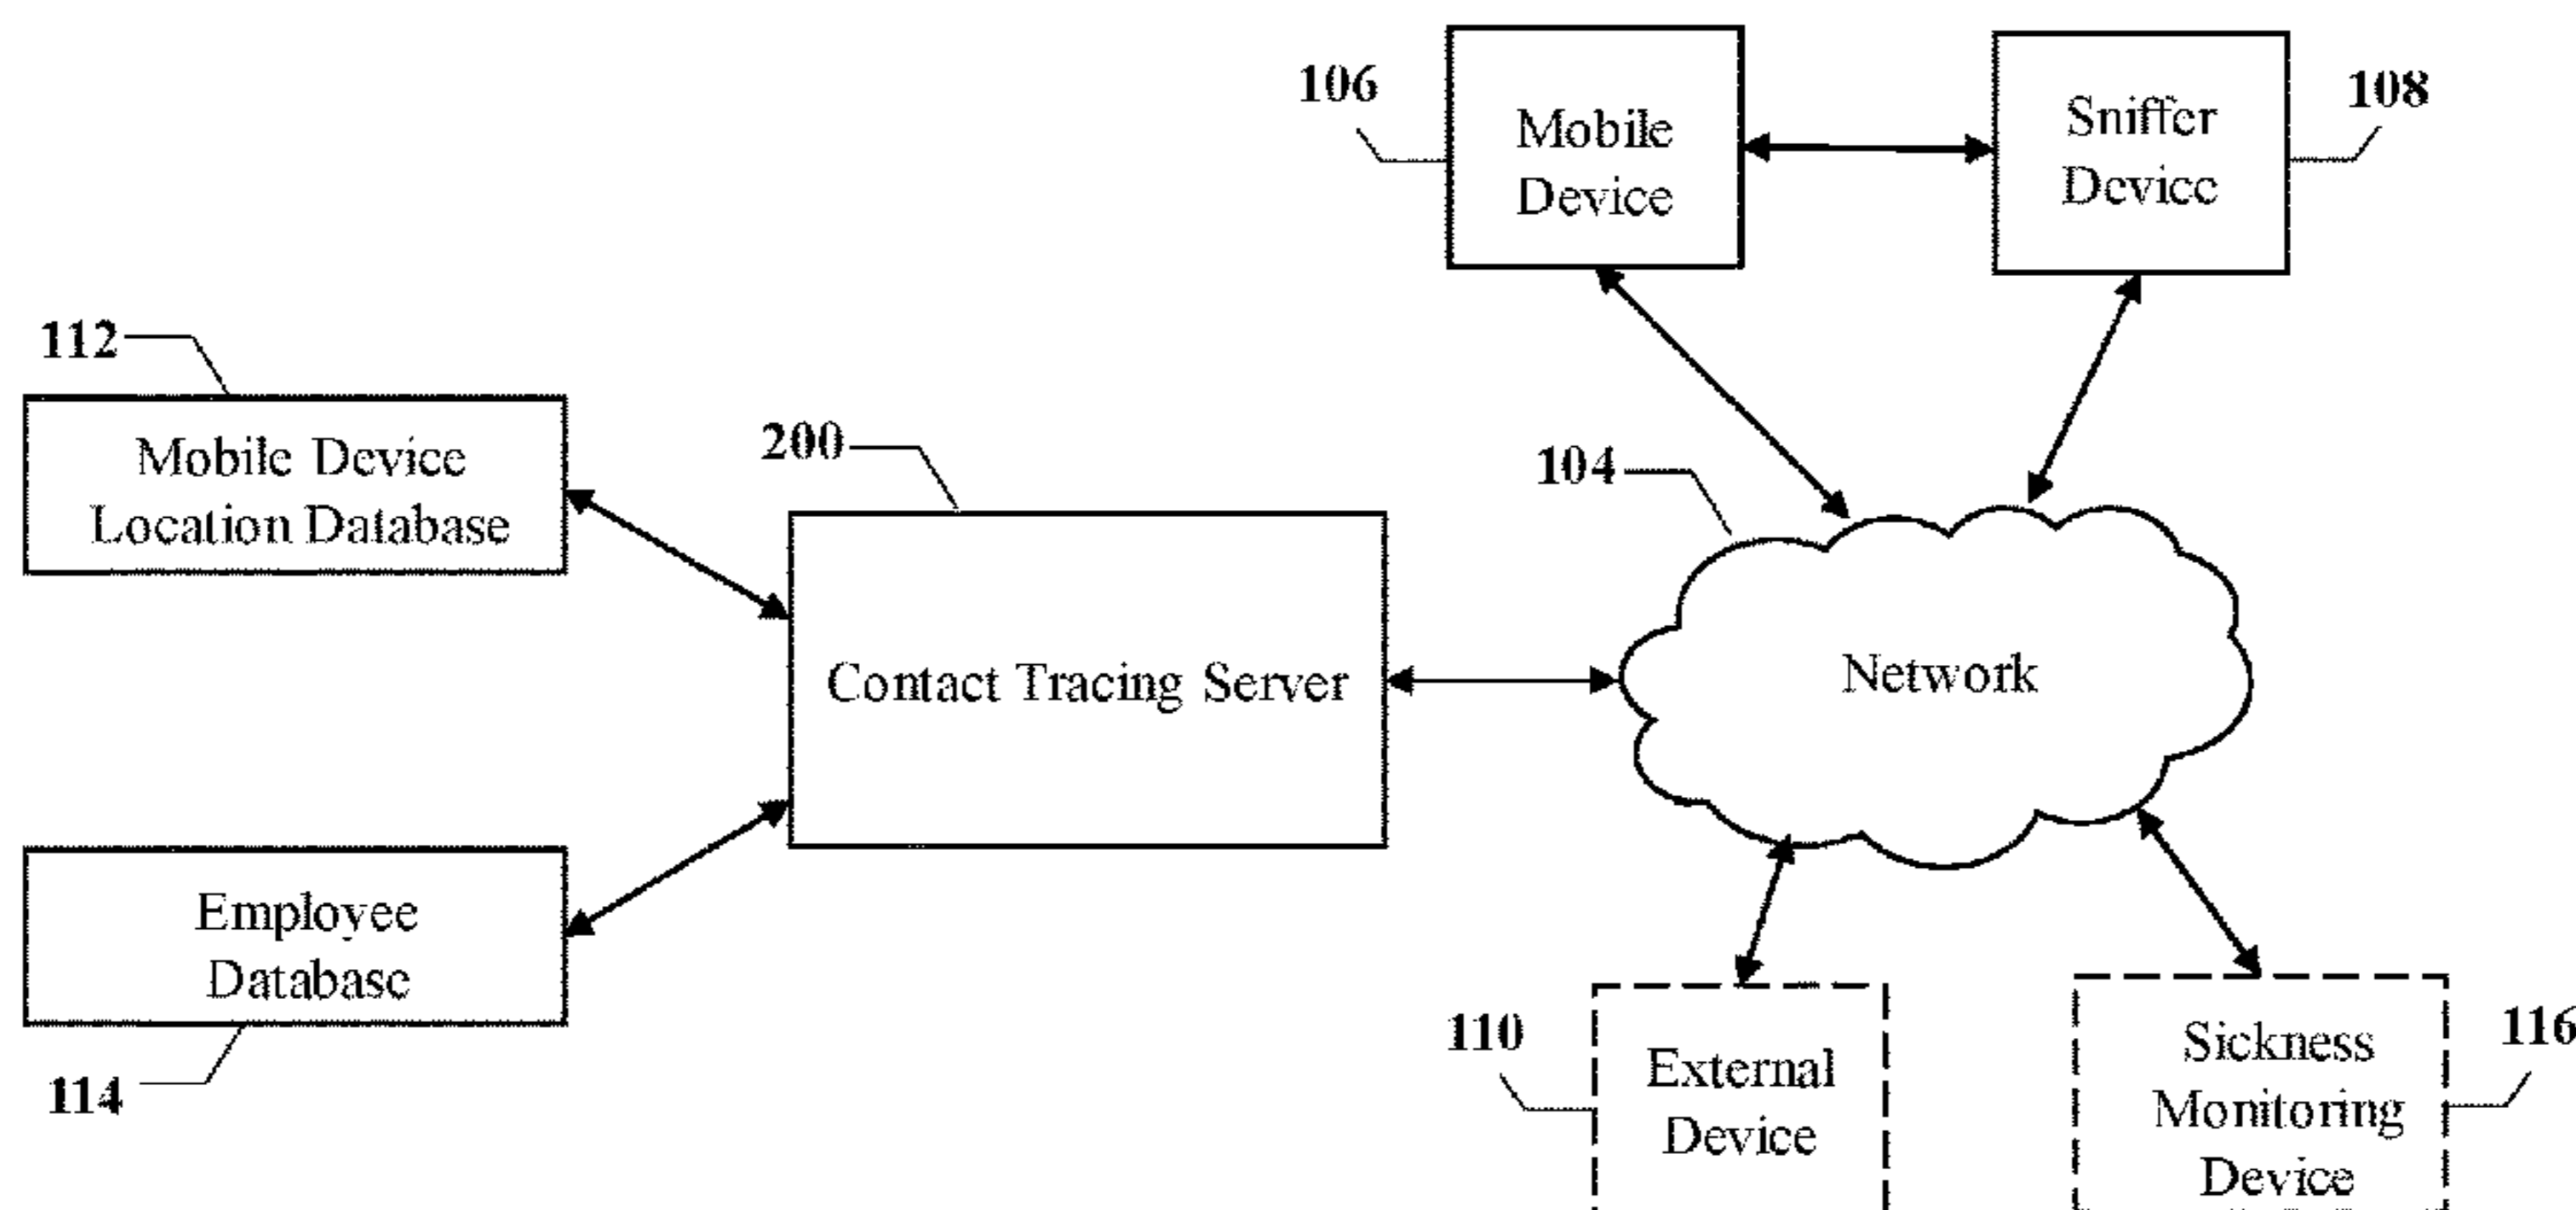 106
Mobile
Device
Sniffer
Device
108
112
Mobile Device
Location Database
200
104
Contact Tracing Server
Network
Employee
Database
114
110
External
Device
Sickness
Monitoring
Device
116